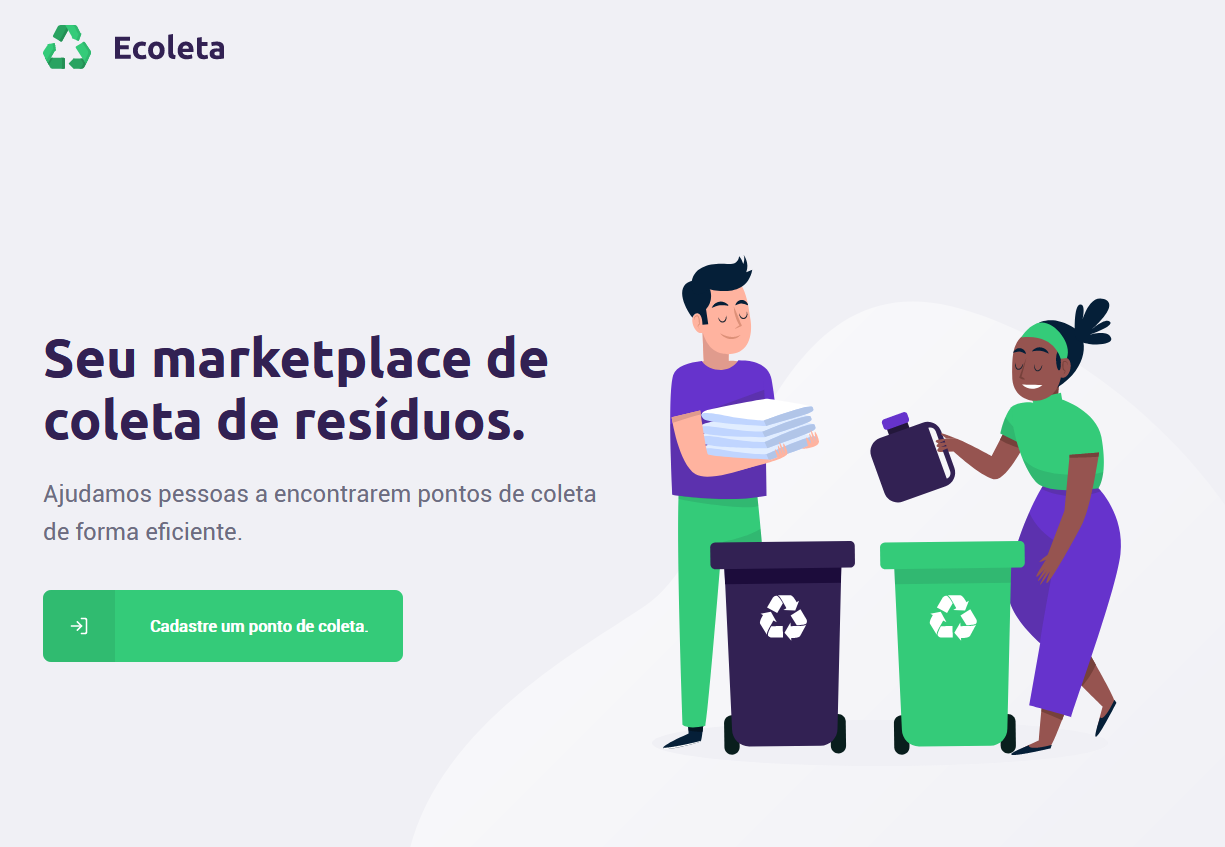 Ecoleta
Seu marketplace de
coleta de resíduos.
Ajudamos pessoas a encontrarem pontos de coleta
de forma eficiente.
Cadastre um ponto de coleta.